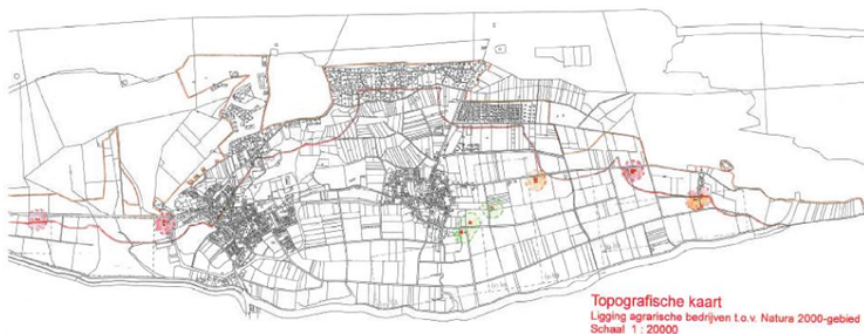 Topografische kaart
Ligging agrarische bedrijven t.o.v. Natura 2000-gebied
Schaal 1 : 20000